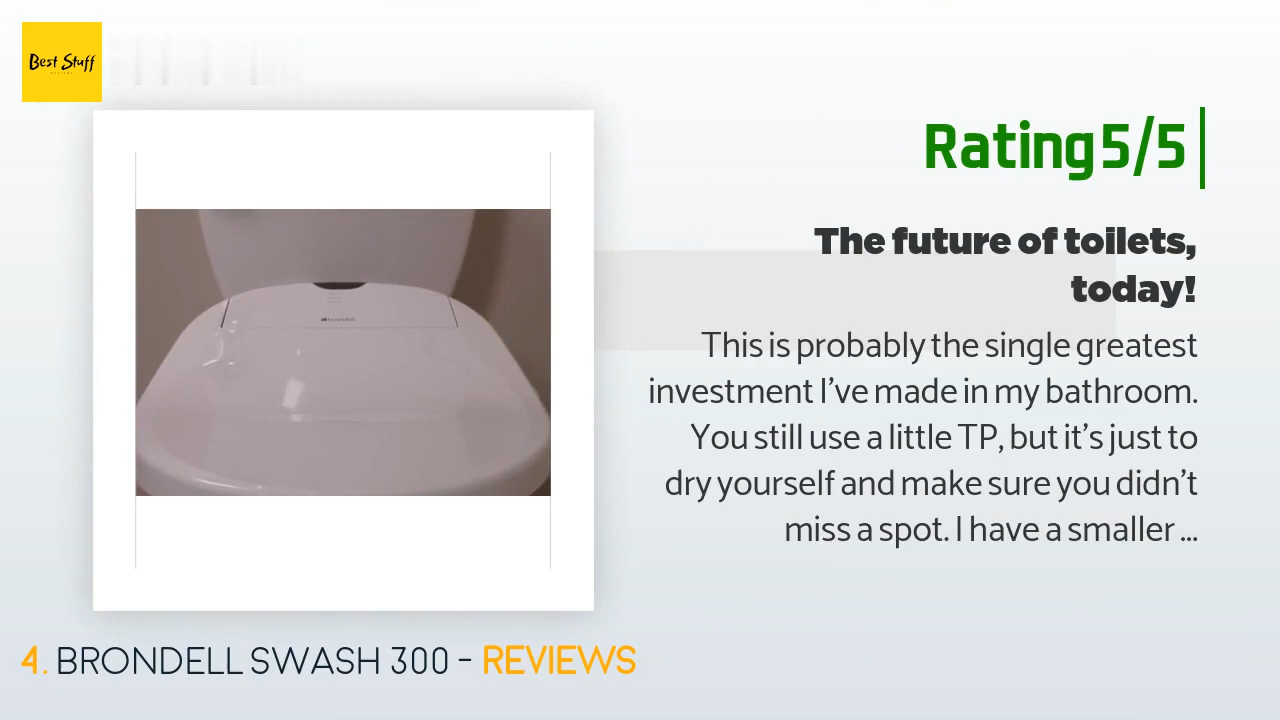 Best Stuff
Rating 5/5
The future of toilets,
today!
This is probably the single greatest
investment I've made in my bathroom.
You still use a little TP, but it's just to
dry yourself and make sure you didn't
miss a spot. I have a smaller ...
brondell
4. BRONDELL SWASH 300 - REVIEWS